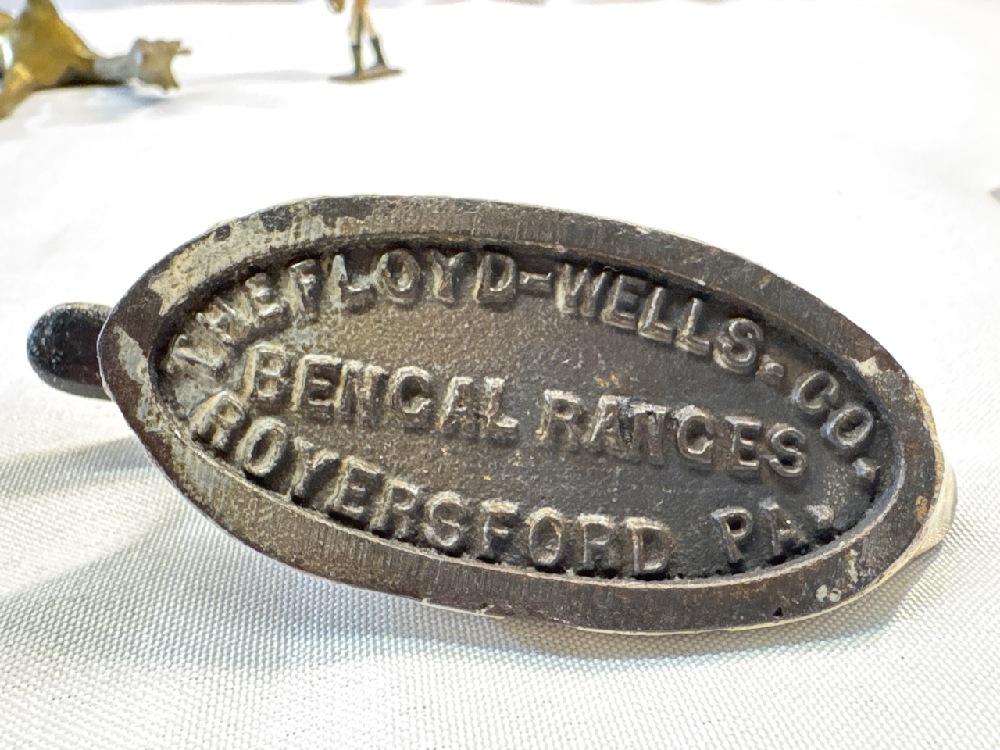 THE FLOYD-WELLS.CO.
BENGAL RANGES
ROYERSFORD PA.